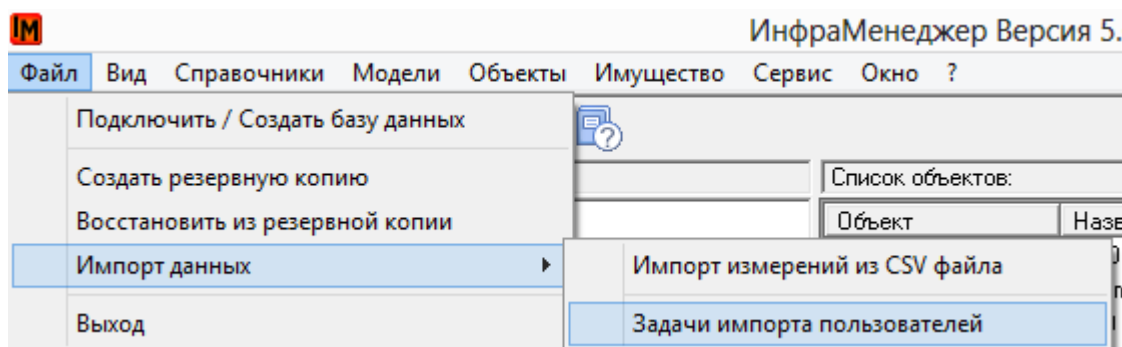 IM ИнфраМенеджер Версия 5.
Файл Вид Справочники Модели Объекты Имущество Сервис Окно ?
Подключить / Создать базу данных
Создать резервную копию
Список объектов:
Восстановить из резервной копии
Объект Назв
Импорт данных
Импорт измерений из CSV файла
Выход
Задачи импорта пользователей